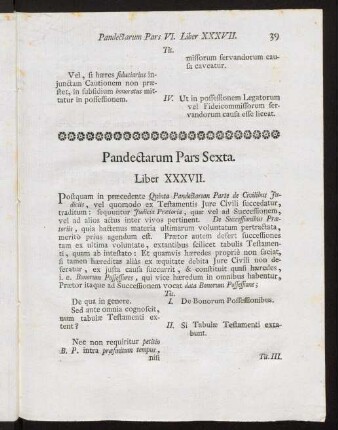 Pandectarum Pars VI. Liber XXXVII. 39
Tit.
missorum servandorum cau-
sa caveatur.
Vel, si hæres fiduciarius in-
junctam Cautionem non præ-
stet, in subsidium honoratus mit-
tatur in possessionem.
IV. Ut in possessionem Legatorum
vel Fideicommissorum ser-
vandorum causa esse liceat.
Pandectarum Pars Sexta.
Liber XXXVII.
Postquam in præcedente Quinta Pandectarum Parte de Civilibus Ju-
diciis, vel quomodo ex Testamentis Jure Civili succedatur,
traditum: sequuntur Judicia Prætoria, quæ vel ad Successionem,
vel ad alios actus inter vivos pertinent. De Successionibus Præ-
toriis, quia hactenus materia ultimarum voluntatum pertractata,
merito prius agendum est. Prætor autem defert successiones
tam ex ultima voluntate, extantibus scilicet tabulis Testamen-
ti, quam ab intestato: Et quamvis hæredes proprie non faciat,
si tamen hæreditas aliàs ex æquitate debita Jure Civili non de-
feratur, ex justa causa succurrit, & constituit quasi hæredes,
i. e. Bonorum Possessores, qui vice hæredum in omnibus habentur,
Prætor itaque ad Successionem vocat data Bonorum Possessione;
Tit.
De qua in genere. I. De Bonorum Possessionibus.
Sed ante omnia cognoscit,
num tabulæ Testamenti ex-
tent? II. Si Tabulæ Testamenti exta-
bunt.
Nec non requiritur petitio
B. P. intra præfinitum tempus,
nisi Tit. III.